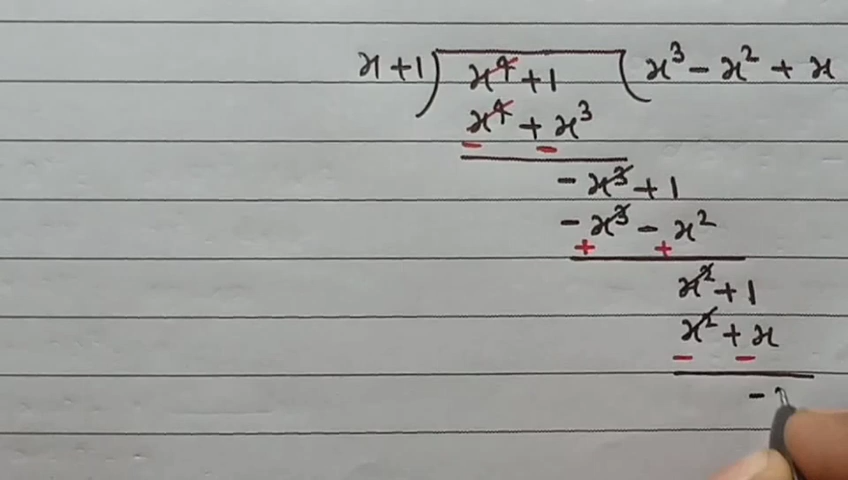 x + 1 ) x⁴ + 1 ( x³ - x² + x
x⁴ + x³
- -
- x³ + 1
- x³ - x²
+ +
x² + 1
x² + x
- -
-